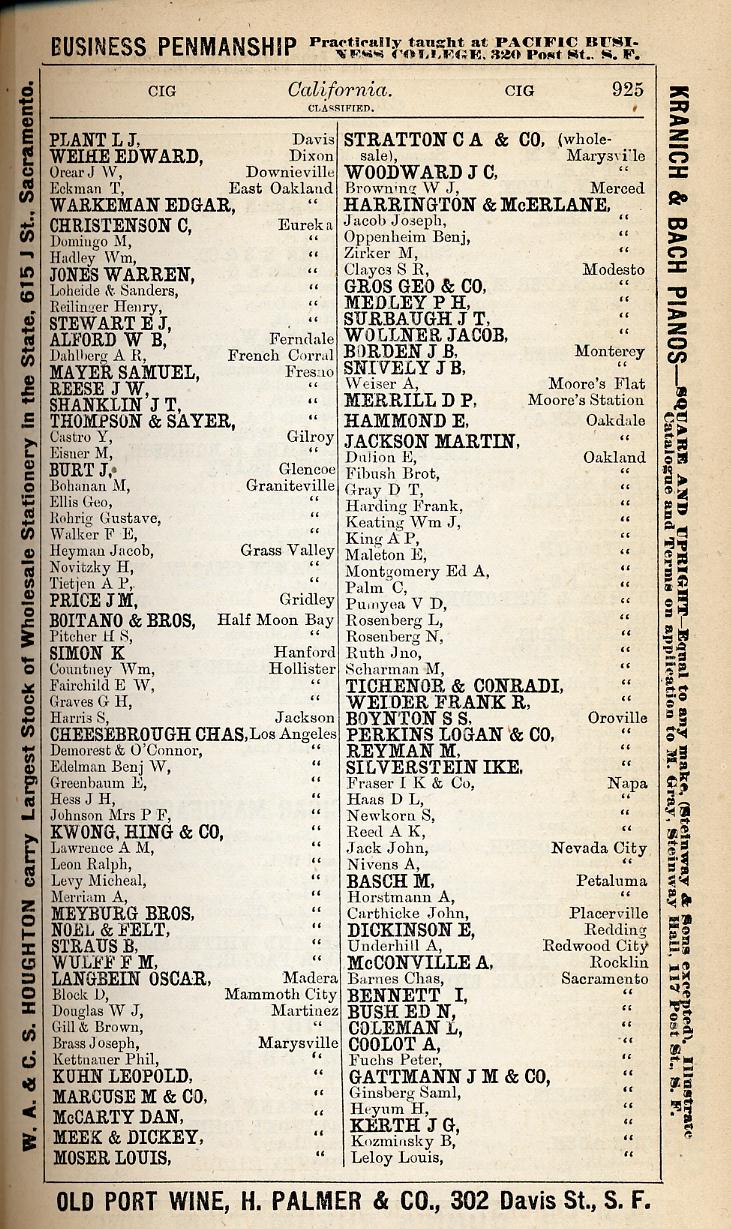 BUSINESS PENMANSHIP Practically taught at PACIFIC BUSI-
NESS COLLEGE, 320 Post St., S. F.
CIG California. CIG 925
CLASSIFIED.
PLANT L J, Davis
WEIHE EDWARD, Dixon
Orear J W, Downieville
Eckman T, East Oakland
WARKEMAN EDGAR, “
CHRISTENSON C, Eureka
Domingo M, “
Hadley Wm, “
JONES WARREN, “
Loheide & Sanders, “
Reilinger Henry, “
STEWART E J, “
ALFORD W B, Ferndale
Dahlberg A R, French Corral
MAYER SAMUEL, Fresno
REESE J W, “
SHANKLIN J T, “
THOMPSON & SAYER, “
Castro Y, Gilroy
Eisner M, “
BURT J, Glencoe
Bohanan M, Graniteville
Ellis Geo, “
Rohrig Gustave, “
Walker F E, “
Heyman Jacob, Grass Valley
Novitzky H, “
Tietjen A P, “
PRICE J M, Gridley
BOITANO & BROS, Half Moon Bay
Pitcher H S, “
SIMON K Hanford
Countney Wm, Hollister
Fairchild E W, “
Graves G H, “
Harris S, Jackson
CHEESEBROUGH CHAS, Los Angeles
Demorest & O’Connor, “
Edelman Benj W, “
Greenbaum E, “
Hess J H, “
Johnson Mrs P F, “
KWONG, HING & CO, “
Lawrence A M, “
Leon Ralph, “
Levy Micheal, “
Merriam A, “
MEYBURG BROS, “
NOEL & FELT, “
STRAUS B, “
WULFF F M, “
LANGBEIN OSCAR, Madera
Block D, Mammoth City
Douglas W J, Martinez
Gill & Brown, “
Brass Joseph, Marysville
Kettnauer Phil, “
KUHN LEOPOLD, “
MARCUSE M & CO, “
McCARTY DAN, “
MEEK & DICKEY, “
MOSER LOUIS, “
STRATTON C A & CO, (whole-
sale), Marysville
WOODWARD J C, “
Browning W J, Merced
HARRINGTON & McERLANE, “
Jacob Joseph, “
Oppenheim Benj, “
Zirker M, “
Clayes S R, Modesto
GROS GEO & CO, “
MEDLEY P H, “
SURBAUGH J T, “
WOLLNER JACOB, “
BORDEN J B, Monterey
SNIVELY J B, “
Weiser A, Moore’s Flat
MERRILL D P, Moore’s Station
HAMMOND E, Oakdale
JACKSON MARTIN, “
Dalion E, Oakland
Fibush Brot, “
Gray D T, “
Harding Frank, “
Keating Wm J, “
King A P, “
Maleton E, “
Montgomery Ed A, “
Palm C, “
Pumyea V D, “
Rosenberg L, “
Rosenberg N, “
Ruth Jno, “
Scharman M, “
TICHENOR & CONRADI, “
WEIDER FRANK R, “
BOYNTON S S, Oroville
PERKINS LOGAN & CO, “
REYMAN M, “
SILVERSTEIN IKE, “
Fraser I K & Co, Napa
Haas D L, “
Newkorn S, “
Reed A K, “
Jack John, Nevada City
Nivens A, “
BASCH M, Petaluma
Horstmann A, “
Carthicke John, Placerville
DICKINSON E, Redding
Underhill A, Redwood City
McCONVILLE A, Rocklin
Barnes Chas, Sacramento
BENNETT I, “
BUSH ED N, “
COLEMAN L, “
COOLOT A, “
Fuchs Peter, “
GATTMANN J M & CO, “
Ginsberg Saml, “
Heyum H, “
KERTH J G, “
Kozminsky B, “
Leloy Louis, “
W. A. & C. S. HOUGHTON carry Largest Stock of Wholesale Stationery in the State, 615 J St., Sacramento.
KRANICH & BACH PIANOS—SQUARE AND UPRIGHT—Equal to any make, (Steinway & Sons excepted). Illustrate
Catalogue and Terms on application to M. Gray, Steinway Hall, 117 Post St., S. F.
OLD PORT WINE, H. PALMER & CO., 302 Davis St., S. F.